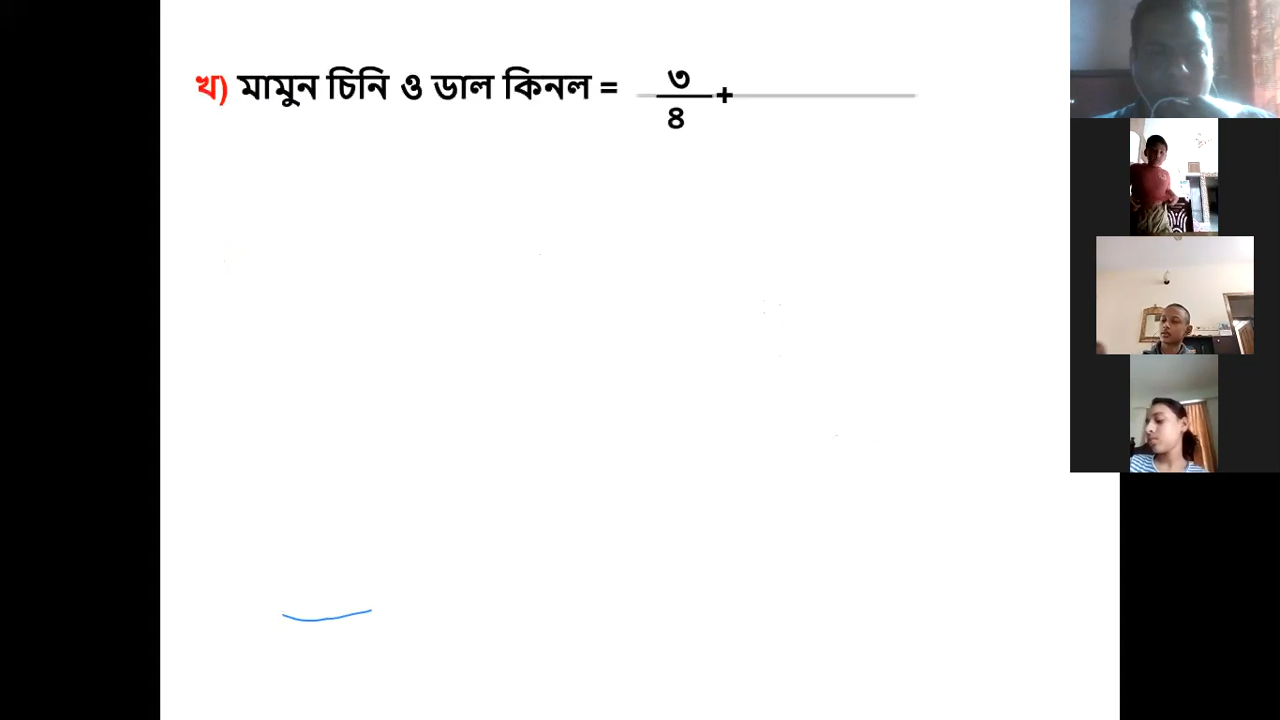 খ) মামুন চিনি ও ডাল কিনল = ৩/৪ +